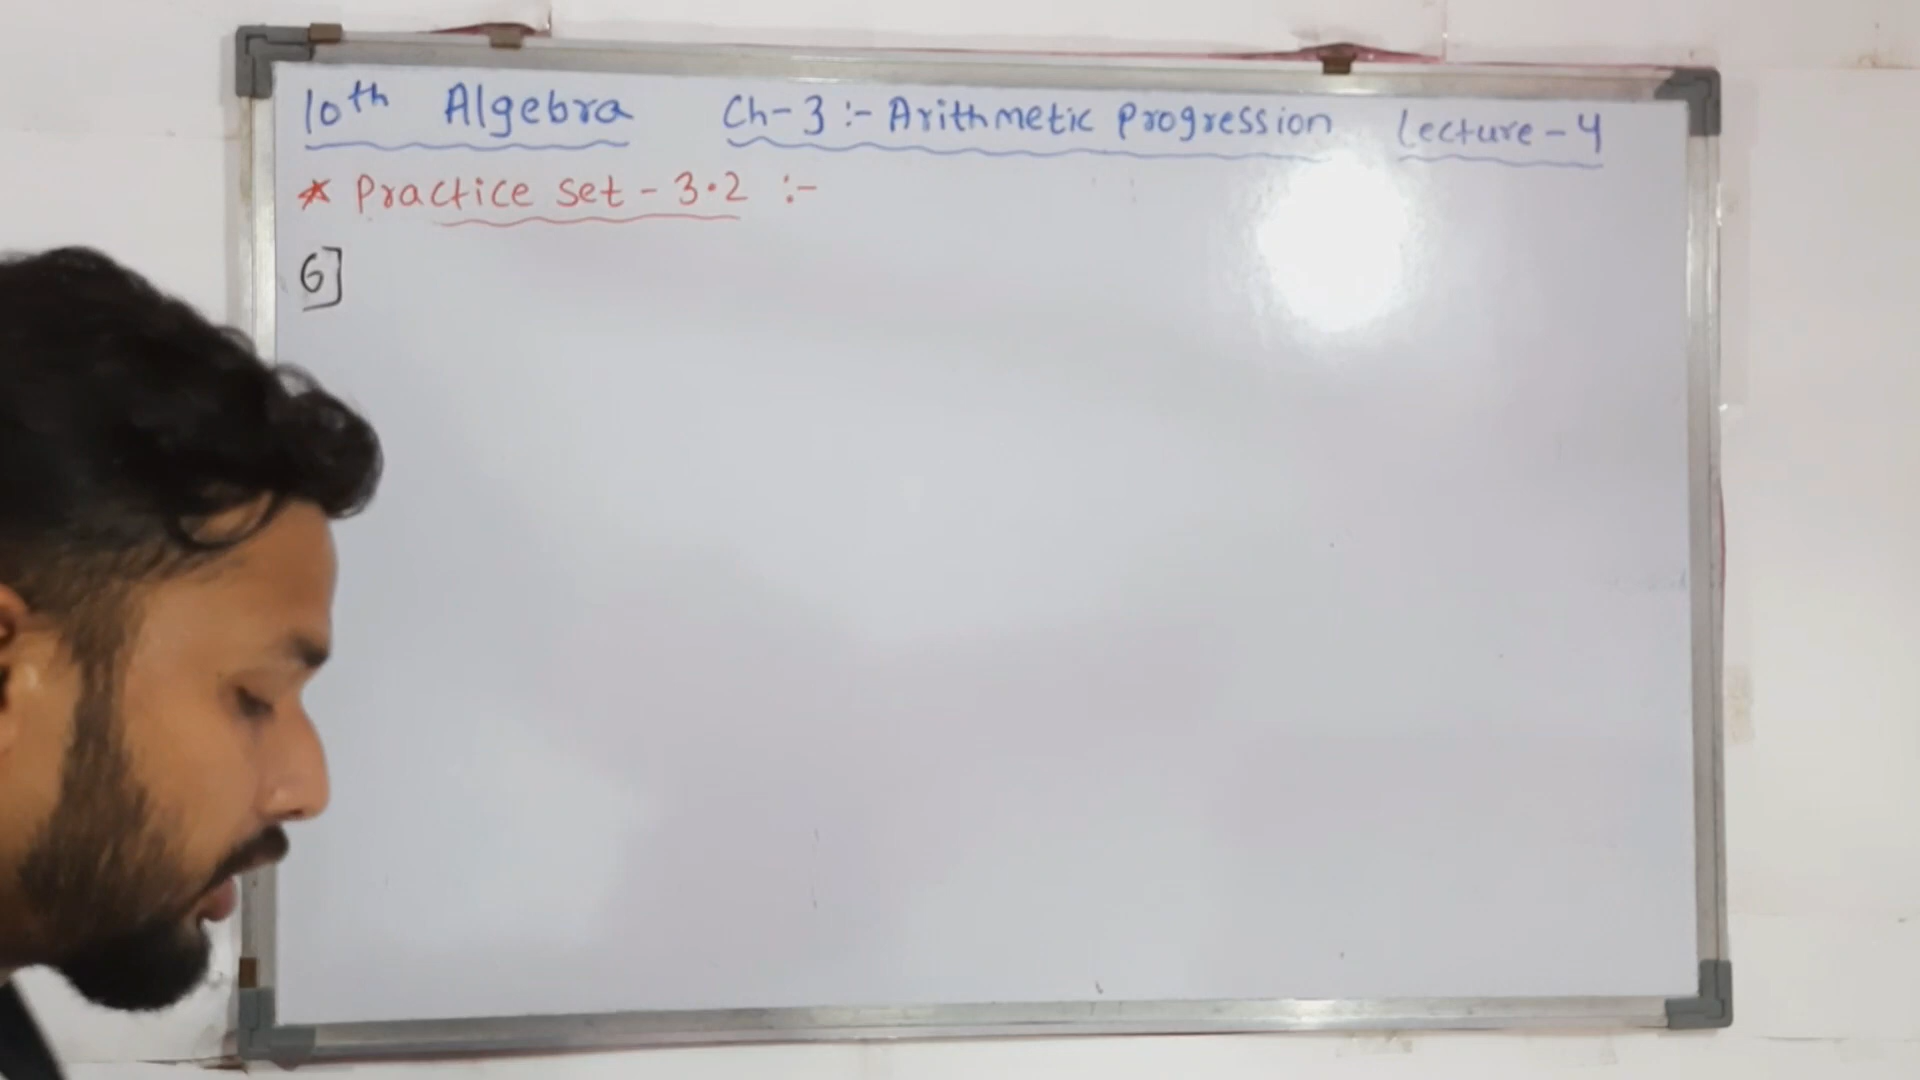 10th Algebra Ch-3 :- Arithmetic Progression Lecture-4
* Practice set - 3.2 :-
6]